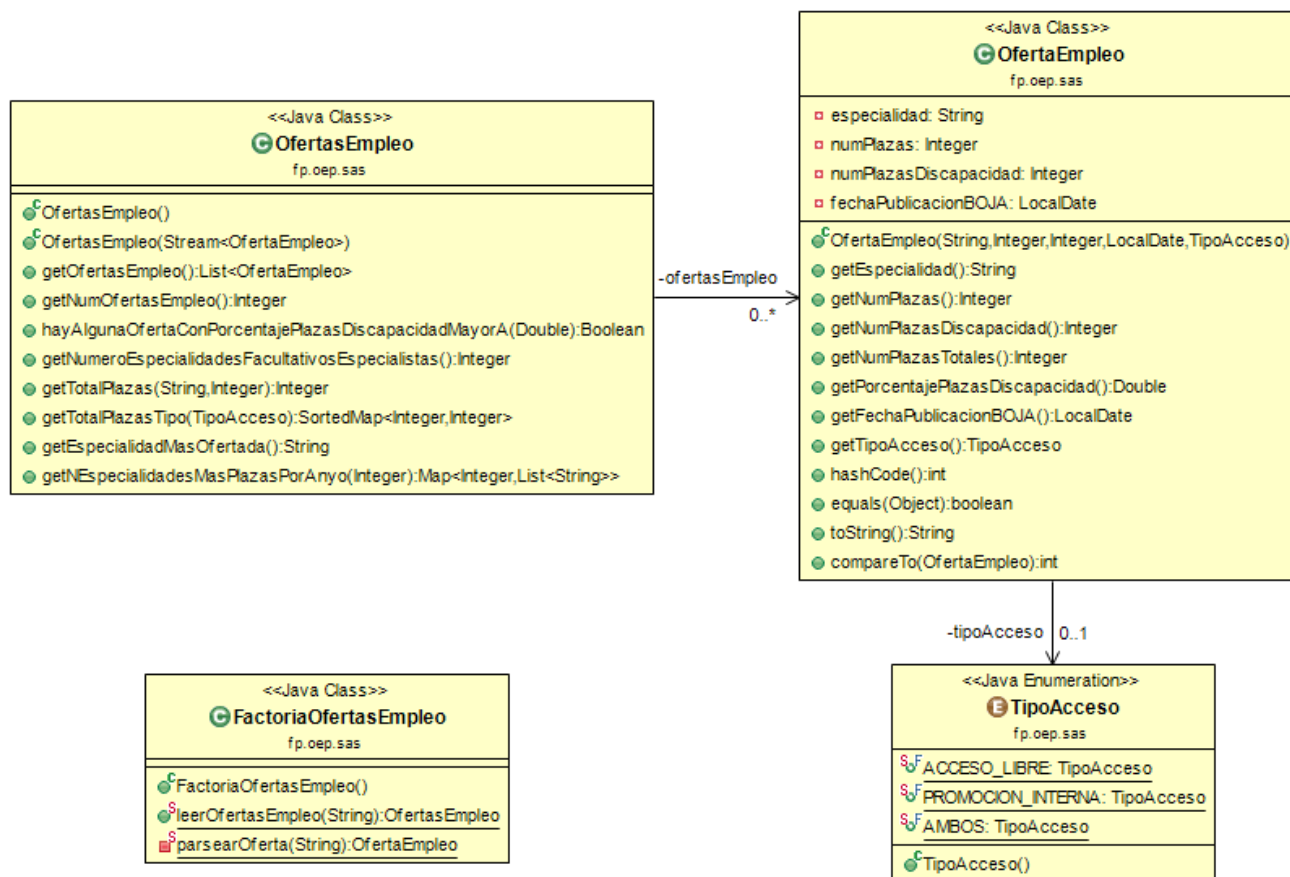 <<Java Class>>
OfertasEmpleo
fp.oep.sas
OfertasEmpleo()
OfertasEmpleo(Stream<OfertaEmpleo>)
getOfertasEmpleo():List<OfertaEmpleo>
getNumOfertasEmpleo():Integer
hayAlgunaOfertaConPorcentajePlazasDiscapacidadMayorA(Double):Boolean
getNumeroEspecialidadesFacultativosEspecialistas():Integer
getTotalPlazas(String,Integer):Integer
getTotalPlazasTipo(TipoAcceso):SortedMap<Integer,Integer>
getEspecialidadMasOfertada():String
getNEspecialidadesMasPlazasPorAnyo(Integer):Map<Integer,List<String>>
-ofertasEmpleo
0..*
<<Java Class>>
OfertaEmpleo
fp.oep.sas
especialidad: String
numPlazas: Integer
numPlazasDiscapacidad: Integer
fechaPublicacionBOJA: LocalDate
OfertaEmpleo(String,Integer,Integer,LocalDate,TipoAcceso)
getEspecialidad():String
getNumPlazas():Integer
getNumPlazasDiscapacidad():Integer
getNumPlazasTotales():Integer
getPorcentajePlazasDiscapacidad():Double
getFechaPublicacionBOJA():LocalDate
getTipoAcceso():TipoAcceso
hashCode():int
equals(Object):boolean
toString():String
compareTo(OfertaEmpleo):int
-tipoAcceso
0..1
<<Java Class>>
FactoriaOfertasEmpleo
fp.oep.sas
FactoriaOfertasEmpleo()
leerOfertasEmpleo(String):OfertasEmpleo
parsearOferta(String):OfertaEmpleo
<<Java Enumeration>>
TipoAcceso
fp.oep.sas
ACCESO_LIBRE: TipoAcceso
PROMOCION_INTERNA: TipoAcceso
AMBOS: TipoAcceso
TipoAcceso()